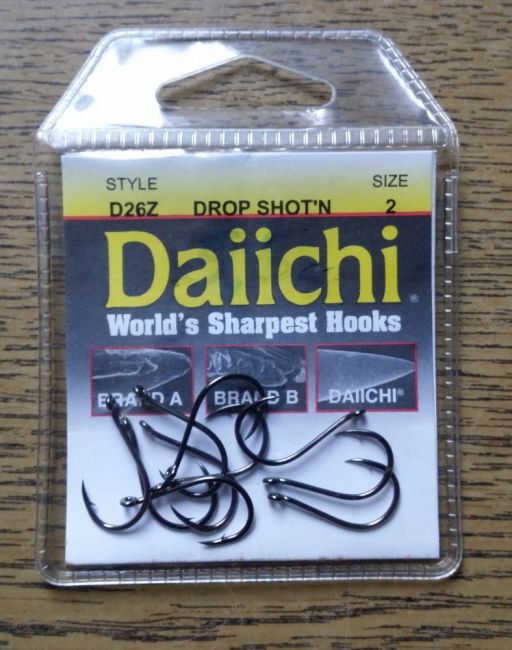 STYLE SIZE
D26Z DROP SHOT'N 2
Daiichi®
World's Sharpest Hooks
BRAND A BRAND B DAIICHI®